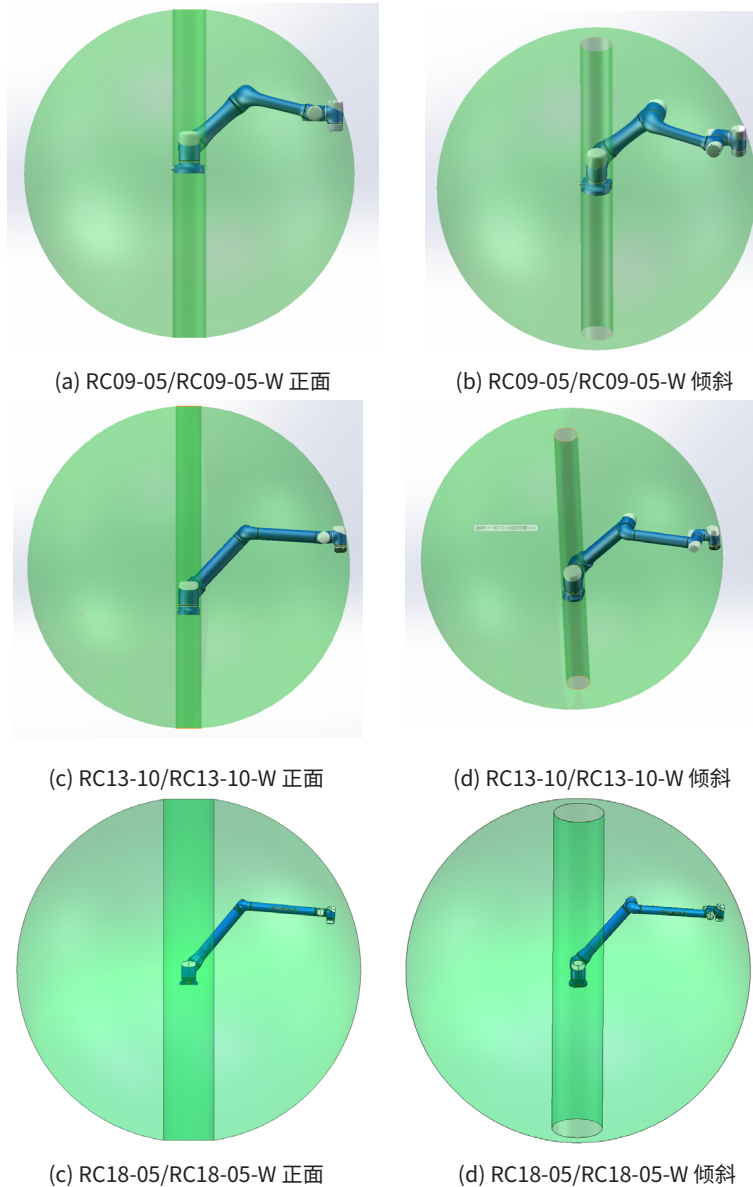 (a) RC09-05/RC09-05-W 正面
(b) RC09-05/RC09-05-W 倾斜
(c) RC13-10/RC13-10-W 正面
(d) RC13-10/RC13-10-W 倾斜
(c) RC18-05/RC18-05-W 正面
(d) RC18-05/RC18-05-W 倾斜